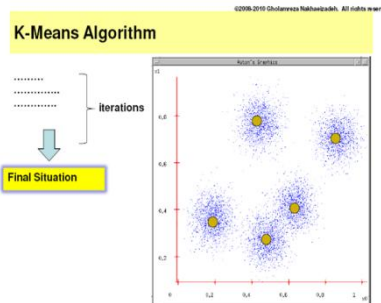 ©2006-2010 Gholamreza Nakhaeizadeh. All rights reser
K-Means Algorithm
iterations
Final Situation
0,8
0,6
0,4
0,2
0 0,2 0,4 0,6 0,8 1